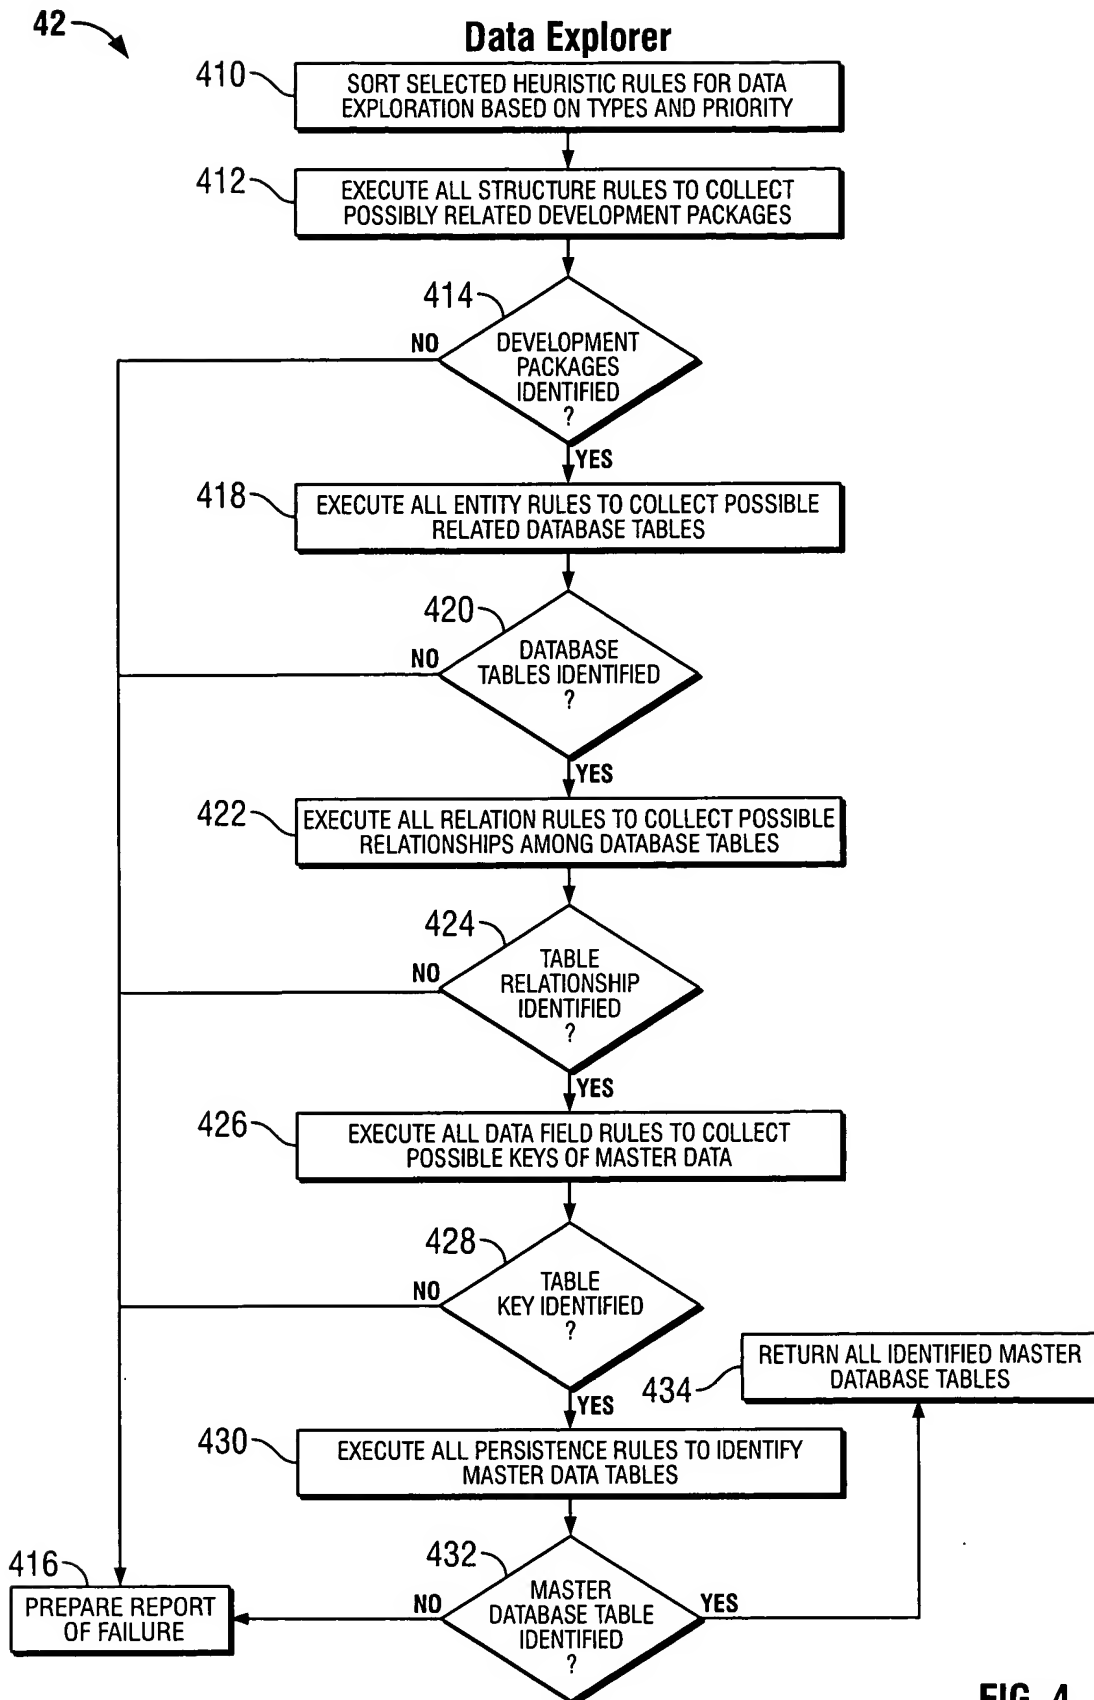 42
Data Explorer
410
SORT SELECTED HEURISTIC RULES FOR DATA
EXPLORATION BASED ON TYPES AND PRIORITY
412
EXECUTE ALL STRUCTURE RULES TO COLLECT
POSSIBLY RELATED DEVELOPMENT PACKAGES
414
NO
DEVELOPMENT
PACKAGES
IDENTIFIED
?
YES
418
EXECUTE ALL ENTITY RULES TO COLLECT POSSIBLE
RELATED DATABASE TABLES
420
NO
DATABASE
TABLES IDENTIFIED
?
YES
422
EXECUTE ALL RELATION RULES TO COLLECT POSSIBLE
RELATIONSHIPS AMONG DATABASE TABLES
424
NO
TABLE
RELATIONSHIP
IDENTIFIED
?
YES
426
EXECUTE ALL DATA FIELD RULES TO COLLECT
POSSIBLE KEYS OF MASTER DATA
428
NO
TABLE
KEY IDENTIFIED
?
YES
434
RETURN ALL IDENTIFIED MASTER
DATABASE TABLES
430
EXECUTE ALL PERSISTENCE RULES TO IDENTIFY
MASTER DATA TABLES
432
416
PREPARE REPORT
OF FAILURE
NO
MASTER
DATABASE TABLE
IDENTIFIED
?
YES
FIG. 4